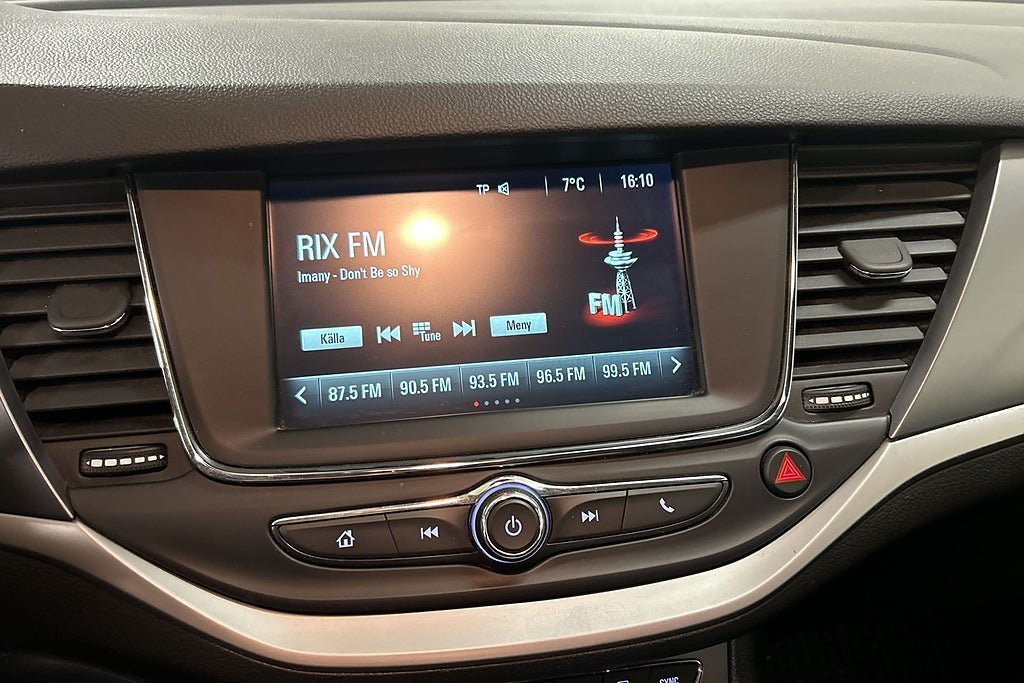 TP 7°C 16:10
RIX FM
Imany - Don't Be so Shy
FM
Källa Tune Meny
87.5 FM 90.5 FM 93.5 FM 96.5 FM 99.5 FM
SYNC